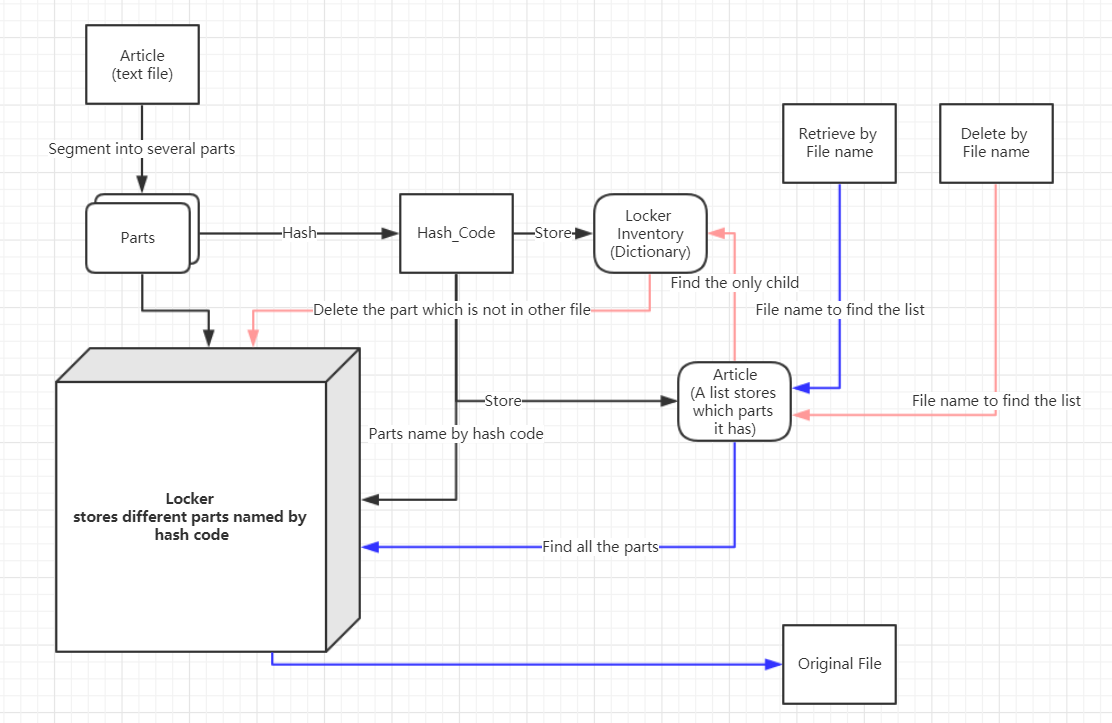 Article
(text file)
Segment into several parts
Retrieve by
File name
Delete by
File name
Parts
Hash
Hash_Code
Store
Locker
Inventory
(Dictionary)
Find the only child
Delete the part which is not in other file
File name to find the list
Article
(A list stores
which parts
it has)
Store
File name to find the list
Parts name by hash code
Locker
stores different parts named by
hash code
Find all the parts
Original File